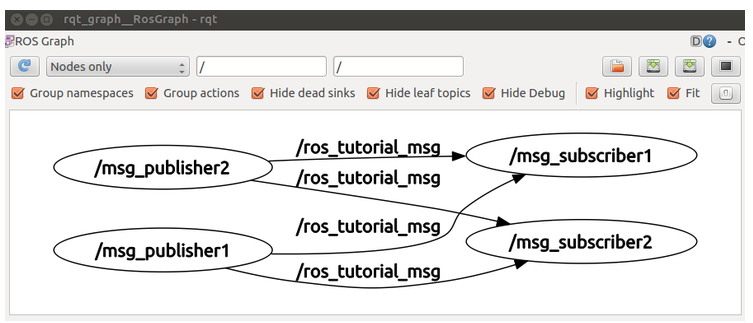 rqt_graph__RosGraph - rqt
ROS Graph D? - O
Nodes only / /
Group namespaces Group actions Hide dead sinks Hide leaf topics Hide Debug Highlight Fit
/ros_tutorial_msg
/msg_publisher2 /msg_subscriber1
/ros_tutorial_msg
/ros_tutorial_msg
/msg_publisher1 /msg_subscriber2
/ros_tutorial_msg